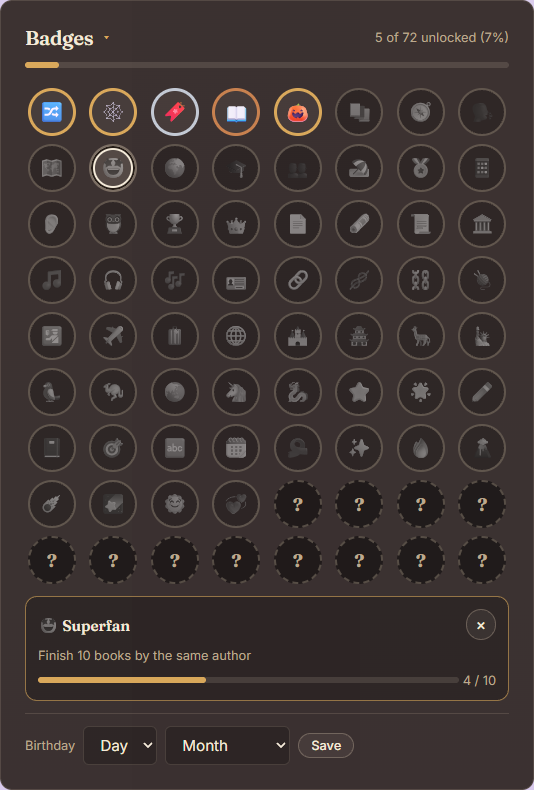 Badges
5 of 72 unlocked (7%)
abc
? ? ? ?
? ? ? ? ? ? ? ?
Superfan
×
Finish 10 books by the same author
4 / 10
Birthday Day Month Save